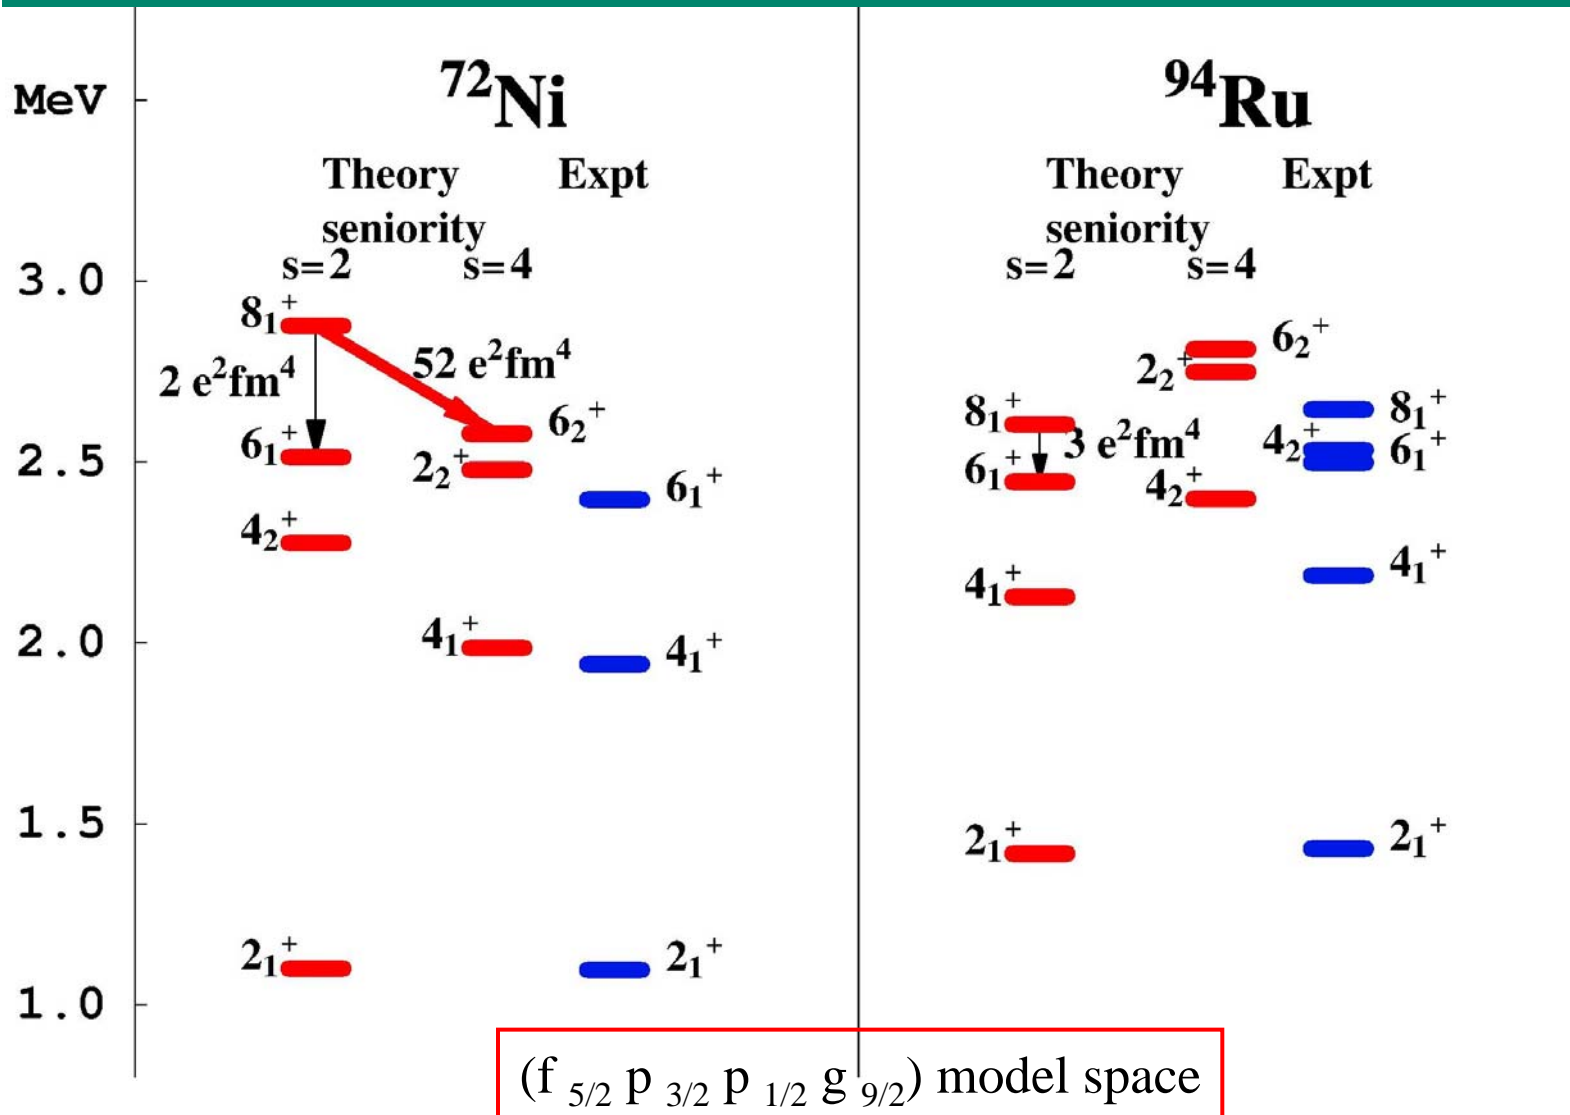 MeV
3.0
2.5
2.0
1.5
1.0
⁷²Ni
Theory Expt
seniority
s=2 s=4
8₁⁺
2 e²fm⁴
52 e²fm⁴
6₁⁺
6₂⁺
2₂⁺
6₁⁺
4₂⁺
4₁⁺
4₁⁺
2₁⁺
2₁⁺
⁹⁴Ru
Theory Expt
seniority
s=2 s=4
6₂⁺
2₂⁺
8₁⁺
8₁⁺
3 e²fm⁴
4₂⁺
6₁⁺
6₁⁺
4₂⁺
4₁⁺
4₁⁺
2₁⁺
2₁⁺
(f 5/2 p 3/2 p 1/2 g 9/2) model space